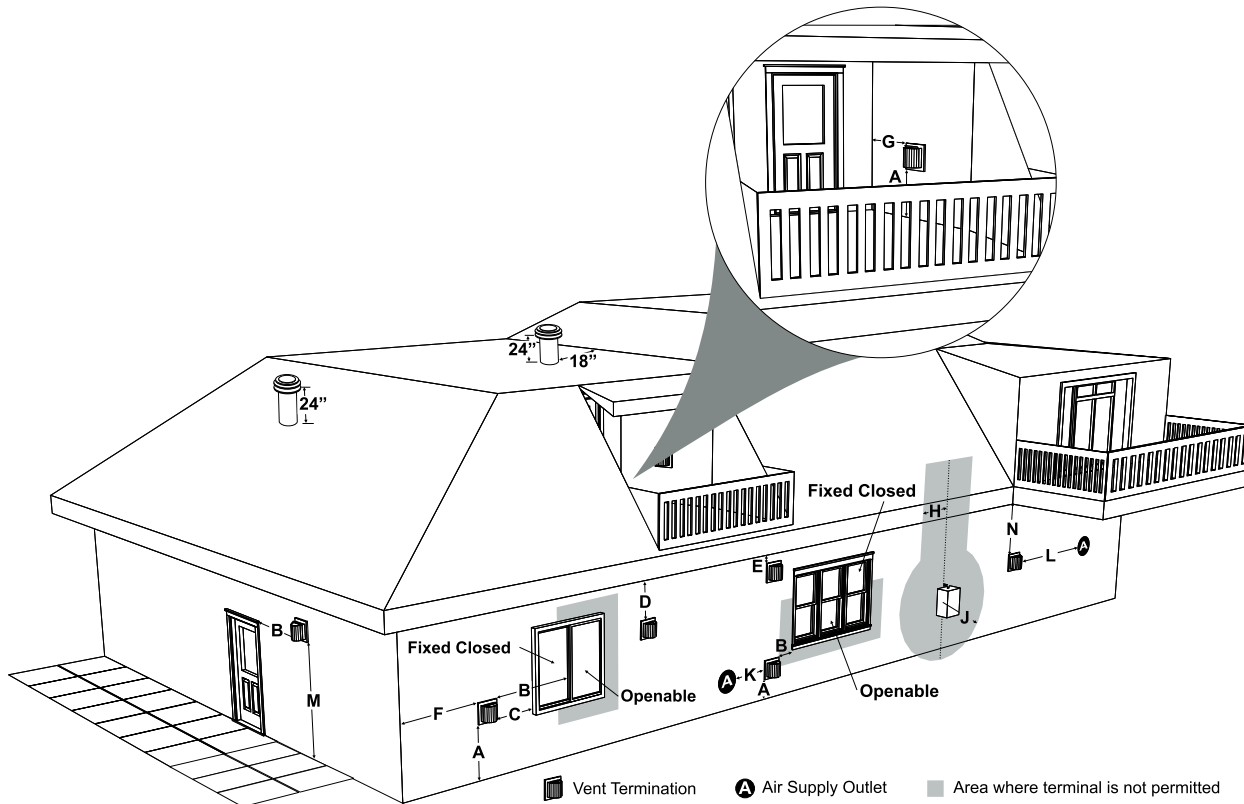 G
A
24”
18”
24”
Fixed Closed
H
N
L
A
E
D
J
B
Fixed Closed
B
K
A
A
Openable
B
Openable
M
F
C
A
Vent Termination
A Air Supply Outlet
Area where terminal is not permitted